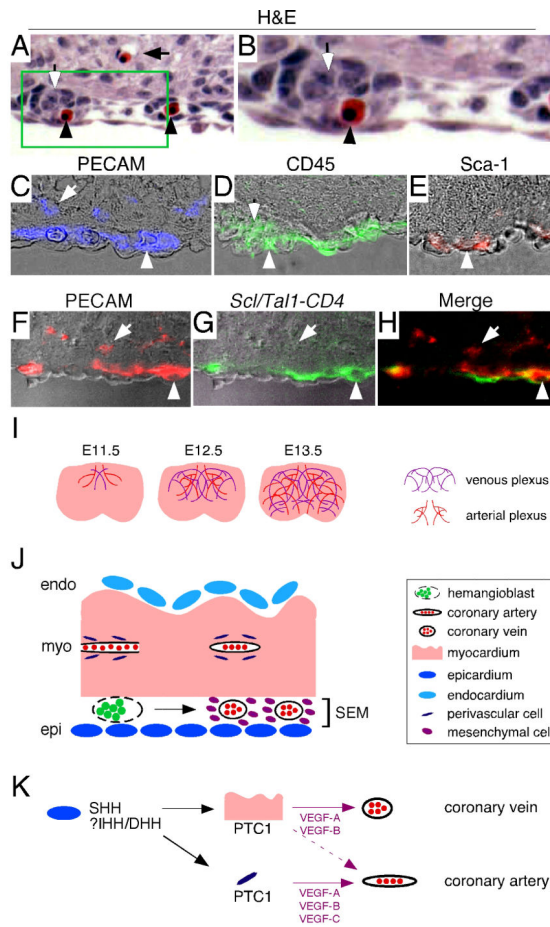 H&E
A
B
PECAM
CD45
Sca-1
C
D
E
PECAM
Scl/Tal1-CD4
Merge
F
G
H
I
E11.5
E12.5
E13.5
venous plexus
arterial plexus
J
endo
myo
epi
SEM
hemangioblast
coronary artery
coronary vein
myocardium
epicardium
endocardium
perivascular cell
mesenchymal cell
K
SHH
?IHH/DHH
PTC1
VEGF-A
VEGF-B
coronary vein
PTC1
VEGF-A
VEGF-B
VEGF-C
coronary artery